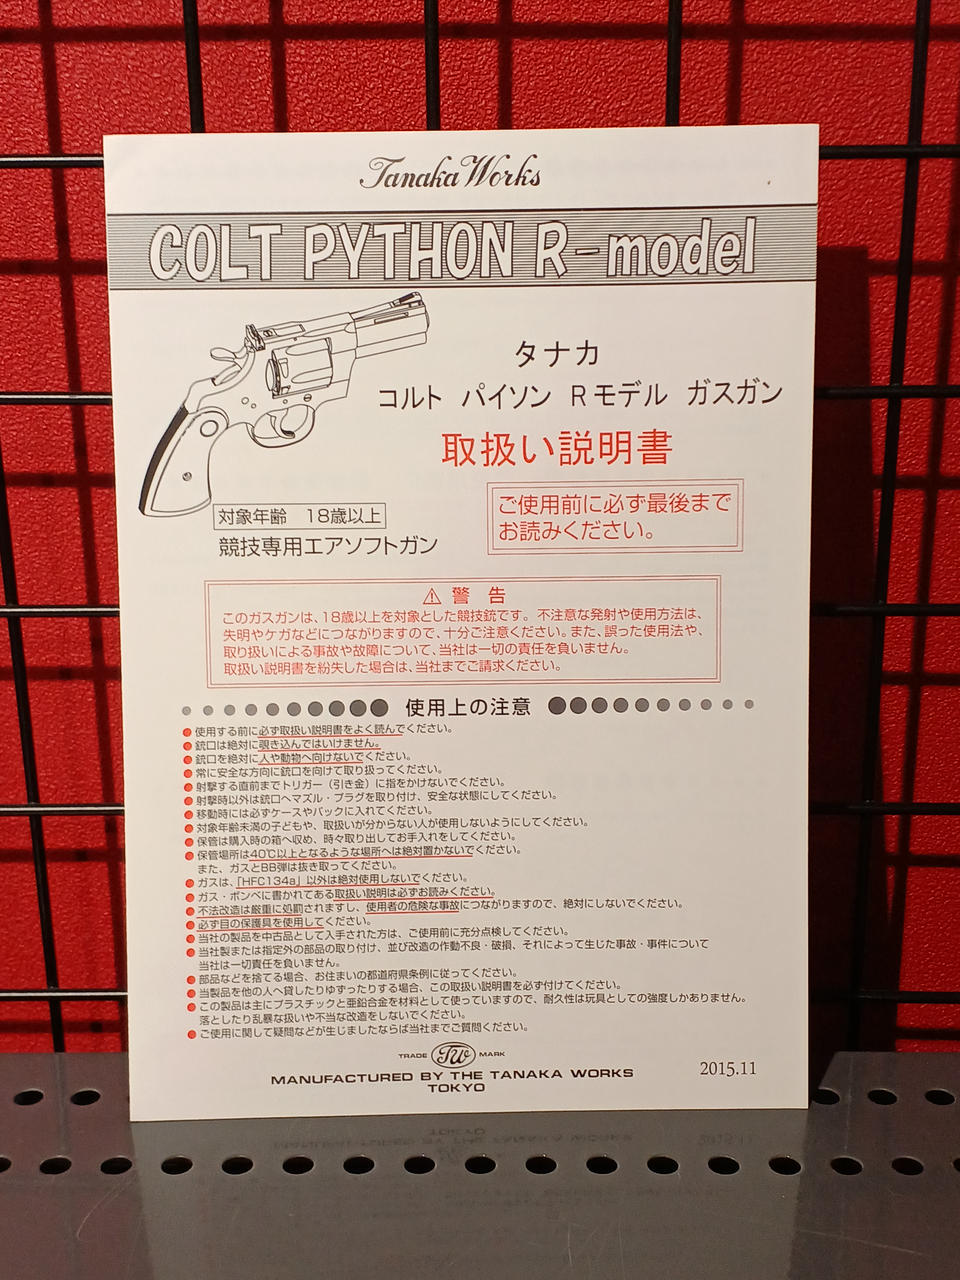 Tanaka Works
COLT PYTHON R-model
タナカ
コルト パイソン Rモデル ガスガン
取扱い説明書
対象年齢 18歳以上
競技専用エアソフトガン
ご使用前に必ず最後まで
お読みください。
⚠ 警告
このガスガンは、18歳以上を対象とした競技銃です。不注意な発射や使用方法は、
失明やケガなどにつながりますので、十分ご注意ください。また、誤った使用法や、
取り扱いによる事故や故障について、当社は一切の責任を負いません。
取扱い説明書を紛失した場合は、当社までご請求ください。
使用上の注意
●使用する前に必ず取扱い説明書をよく読んでください。
●銃口は絶対に覗き込んではいけません。
●銃口を絶対に人や動物へ向けないでください。
●常に安全な方向に銃口を向けて取り扱ってください。
●射撃する直前までトリガー（引き金）に指をかけないでください。
●射撃時以外は銃口へマズル・プラグを取り付け、安全な状態にしてください。
●移動時には必ずケースやバックに入れてください。
●対象年齢未満の子どもや、取扱いが分からない人が使用しないようにしてください。
●保管は購入時の箱へ収め、時々取り出してお手入れをしてください。
●保管場所は40℃以上となるような場所へは絶対置かないでください。
また、ガスとBB弾は抜き取ってください。
●ガスは、「HFC134a」以外は絶対使用しないでください。
●ガス・ボンベに書かれてある取扱い説明は必ずお読みください。
●不法改造は厳重に処罰されますし、使用者の危険な事故につながりますので、絶対にしないでください。
●必ず目の保護具を使用してください。
●当社の製品を中古品として入手された方は、ご使用前に充分点検してください。
●当社製または指定外の部品の取り付け、並び改造の作動不良・破損、それによって生じた事故・事件について
当社は一切責任を負いません。
●部品などを捨てる場合、お住まいの都道府県条例に従ってください。
●当製品を他の人へ貸したりゆずったりする場合、この取扱い説明書を必ず付けてください。
●この製品は主にプラスチックと亜鉛合金を材料として使っていますので、耐久性は玩具としての強度しかありません。
落としたり乱暴な扱いや不当な改造をしないでください。
●ご使用に関して疑問などが生じましたならば当社までご質問ください。
TRADE TW MARK
MANUFACTURED BY THE TANAKA WORKS
TOKYO
2015.11